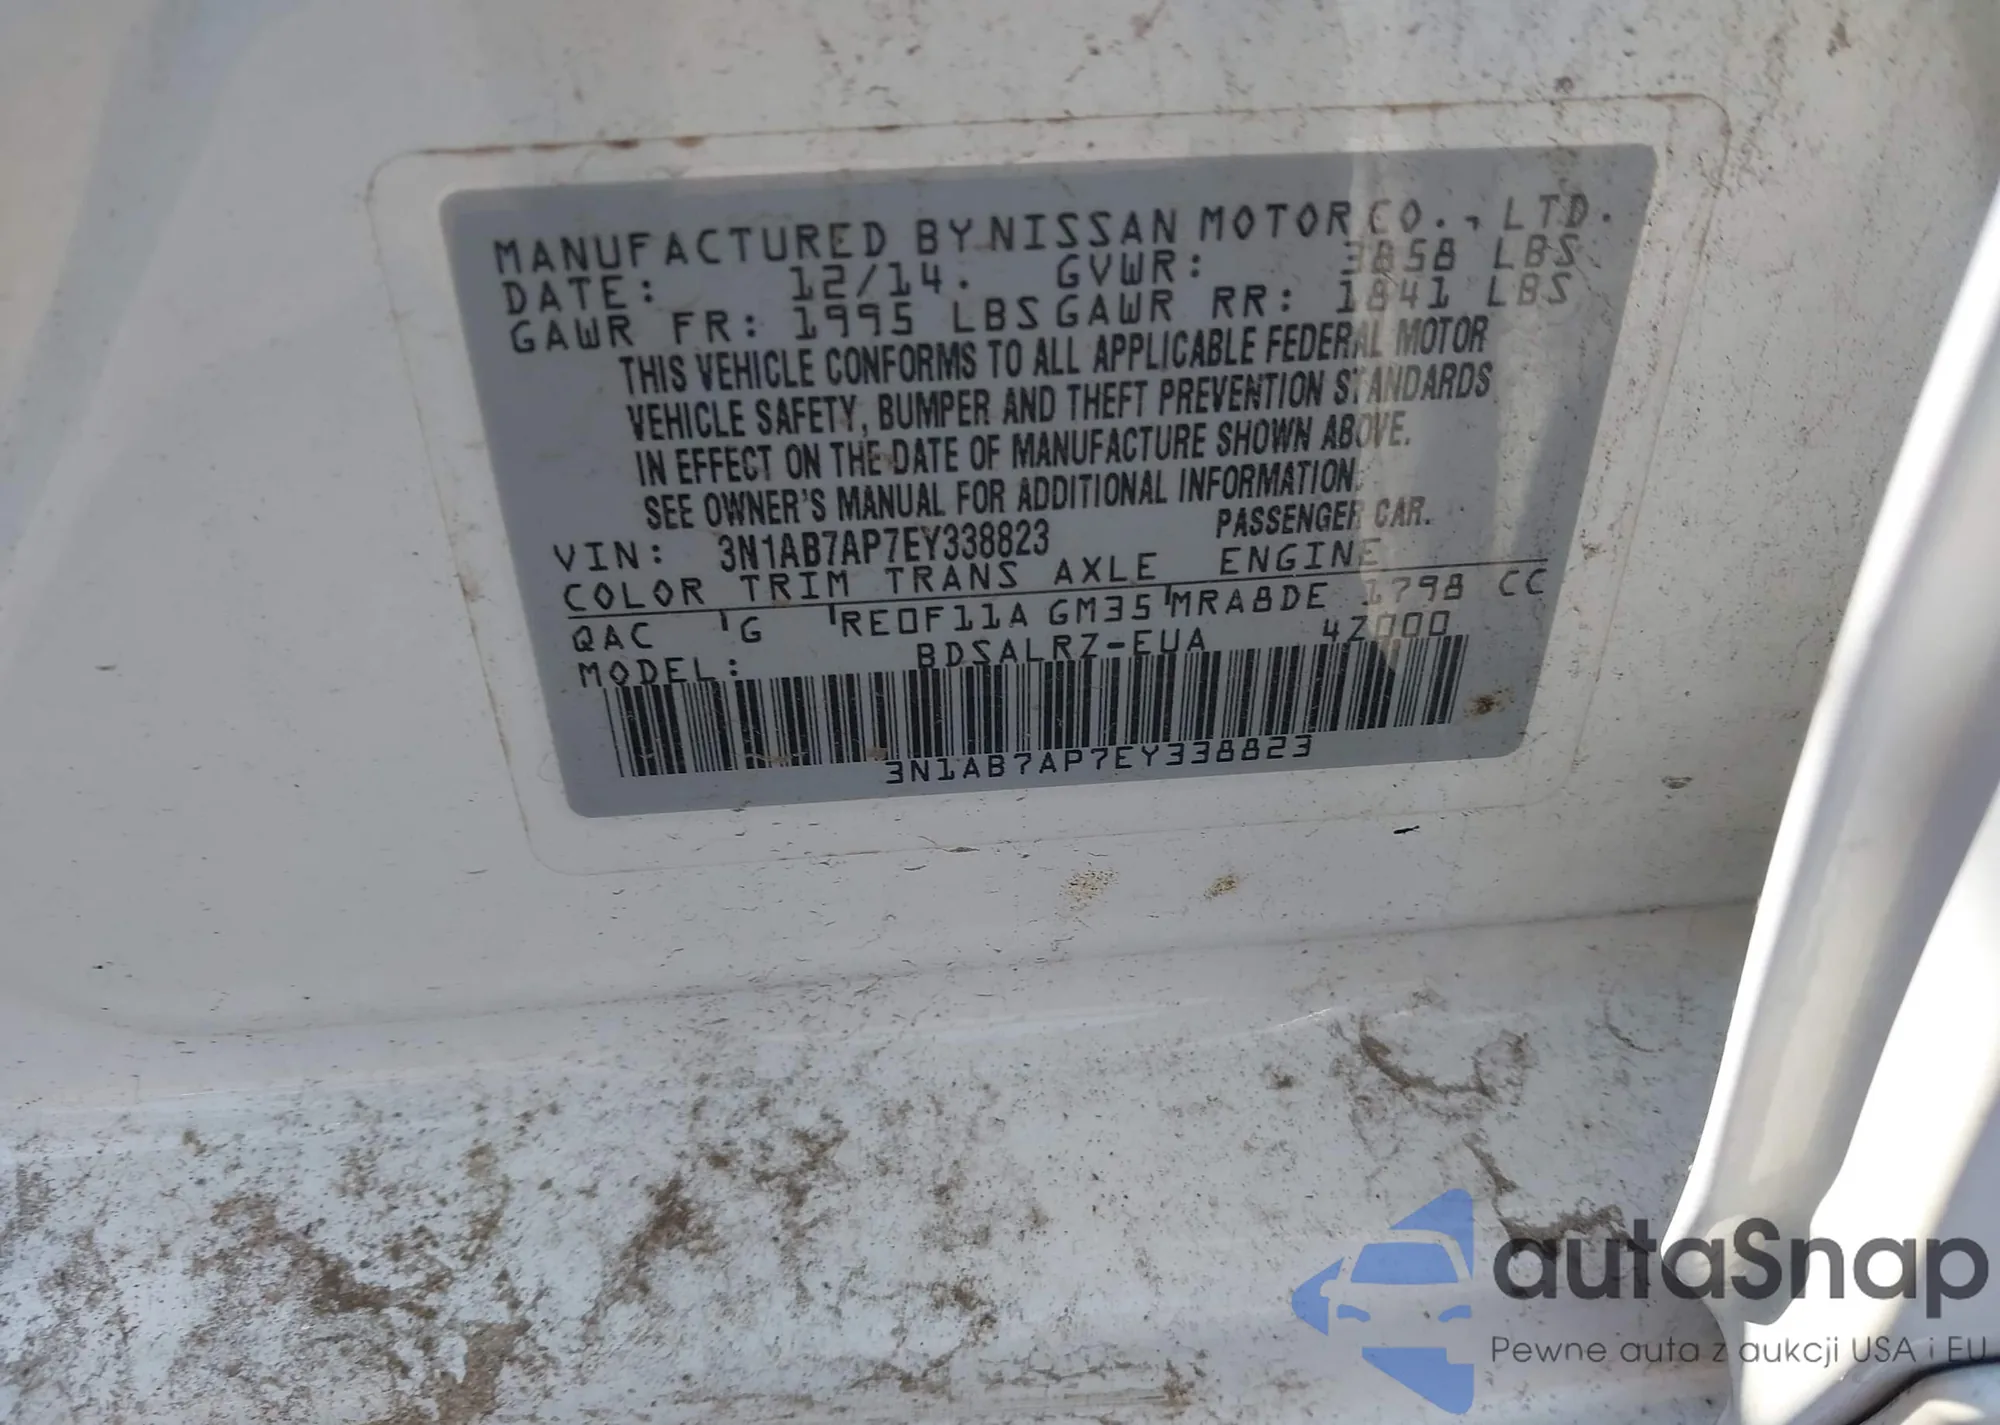 MANUFACTURED BY NISSAN MOTOR CO., LTD.
DATE: 12/14. GVWR: 3858 LBS.
GAWR FR: 1995 LBS GAWR RR: 1841 LBS
THIS VEHICLE CONFORMS TO ALL APPLICABLE FEDERAL MOTOR
VEHICLE SAFETY, BUMPER AND THEFT PREVENTION STANDARDS
IN EFFECT ON THE DATE OF MANUFACTURE SHOWN ABOVE.
SEE OWNER'S MANUAL FOR ADDITIONAL INFORMATION.
VIN: 3N1AB7AP7EY338823 PASSENGER CAR.
COLOR TRIM TRANS AXLE ENGINE
QAC G RE0F11A GM35 MRA8DE 1798 CC
MODEL: BDSALRZ-EUA 4Z000
3N1AB7AP7EY338823
autaSnap
Pewne auta z aukcji USA i EU